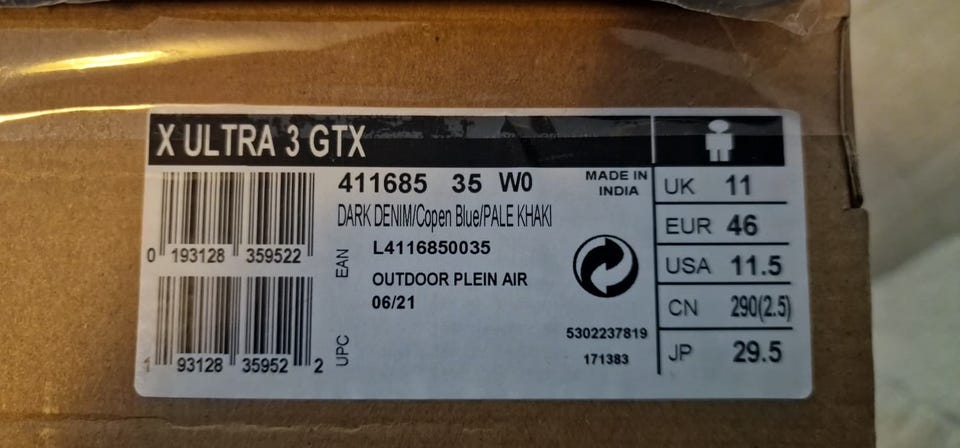 X ULTRA 3 GTX
411685 35 W0
MADE IN
INDIA
DARK DENIM/Copen Blue/PALE KHAKI
0 193128 359522
EAN
L4116850035
OUTDOOR PLEIN AIR
06/21
1 93128 35952 2
UPC
5302237819
171383
UK 11
EUR 46
USA 11.5
CN 290(2.5)
JP 29.5